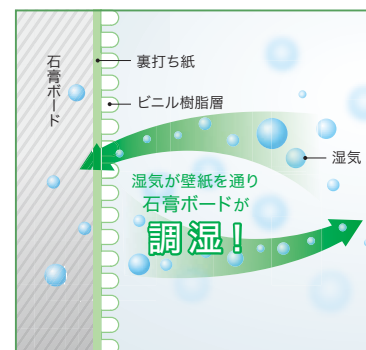 石膏ボード
裏打ち紙
ビニル樹脂層
湿気
湿気が壁紙を通り
石膏ボードが
調湿!